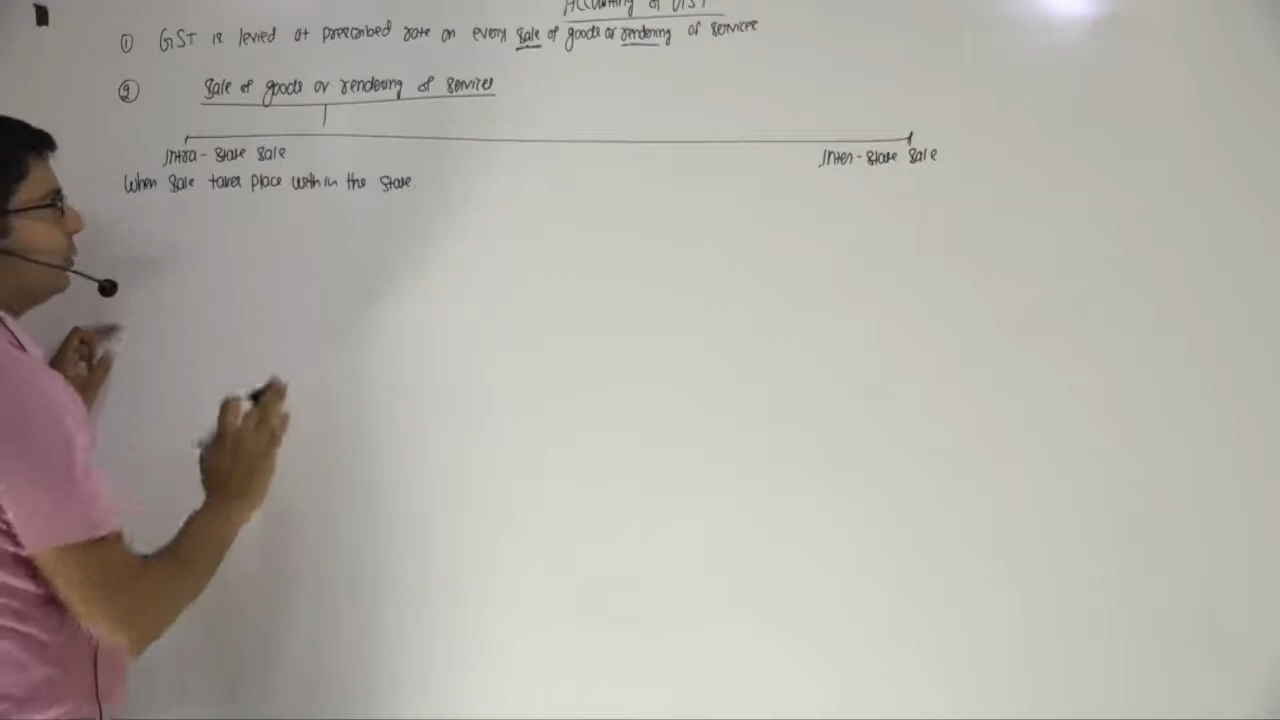 Accounting of GST
① GST is levied at prescribed rate on every sale of goods or rendering of services
② Sale of goods or rendering of services
Intra-State Sale
Inter-State Sale
When sale takes place within the state.